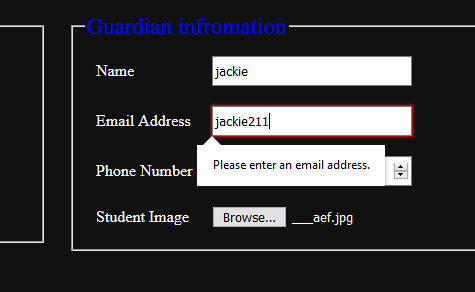 Guardian infromation
Name jackie
Email Address jackie211
Please enter an email address.
Phone Number
Student Image Browse... ___aef.jpg